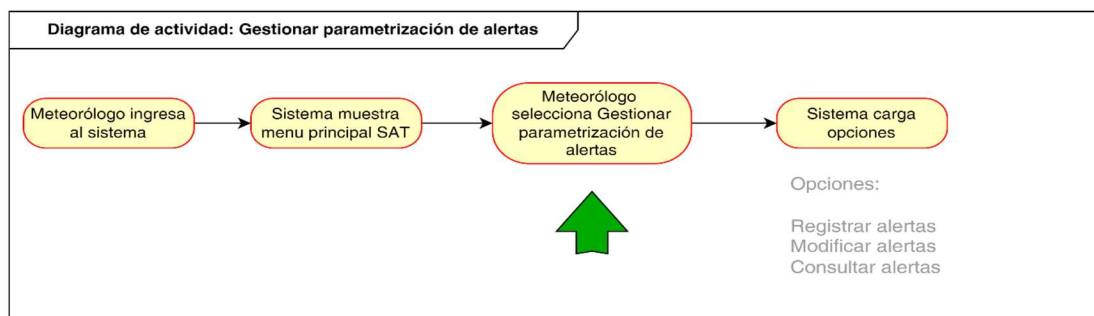 Diagrama de actividad: Gestionar parametrización de alertas
Meteorólogo ingresa
al sistema
Sistema muestra
menu principal SAT
Meteorólogo
selecciona Gestionar
parametrización de
alertas
Sistema carga
opciones
Opciones:
Registrar alertas
Modificar alertas
Consultar alertas